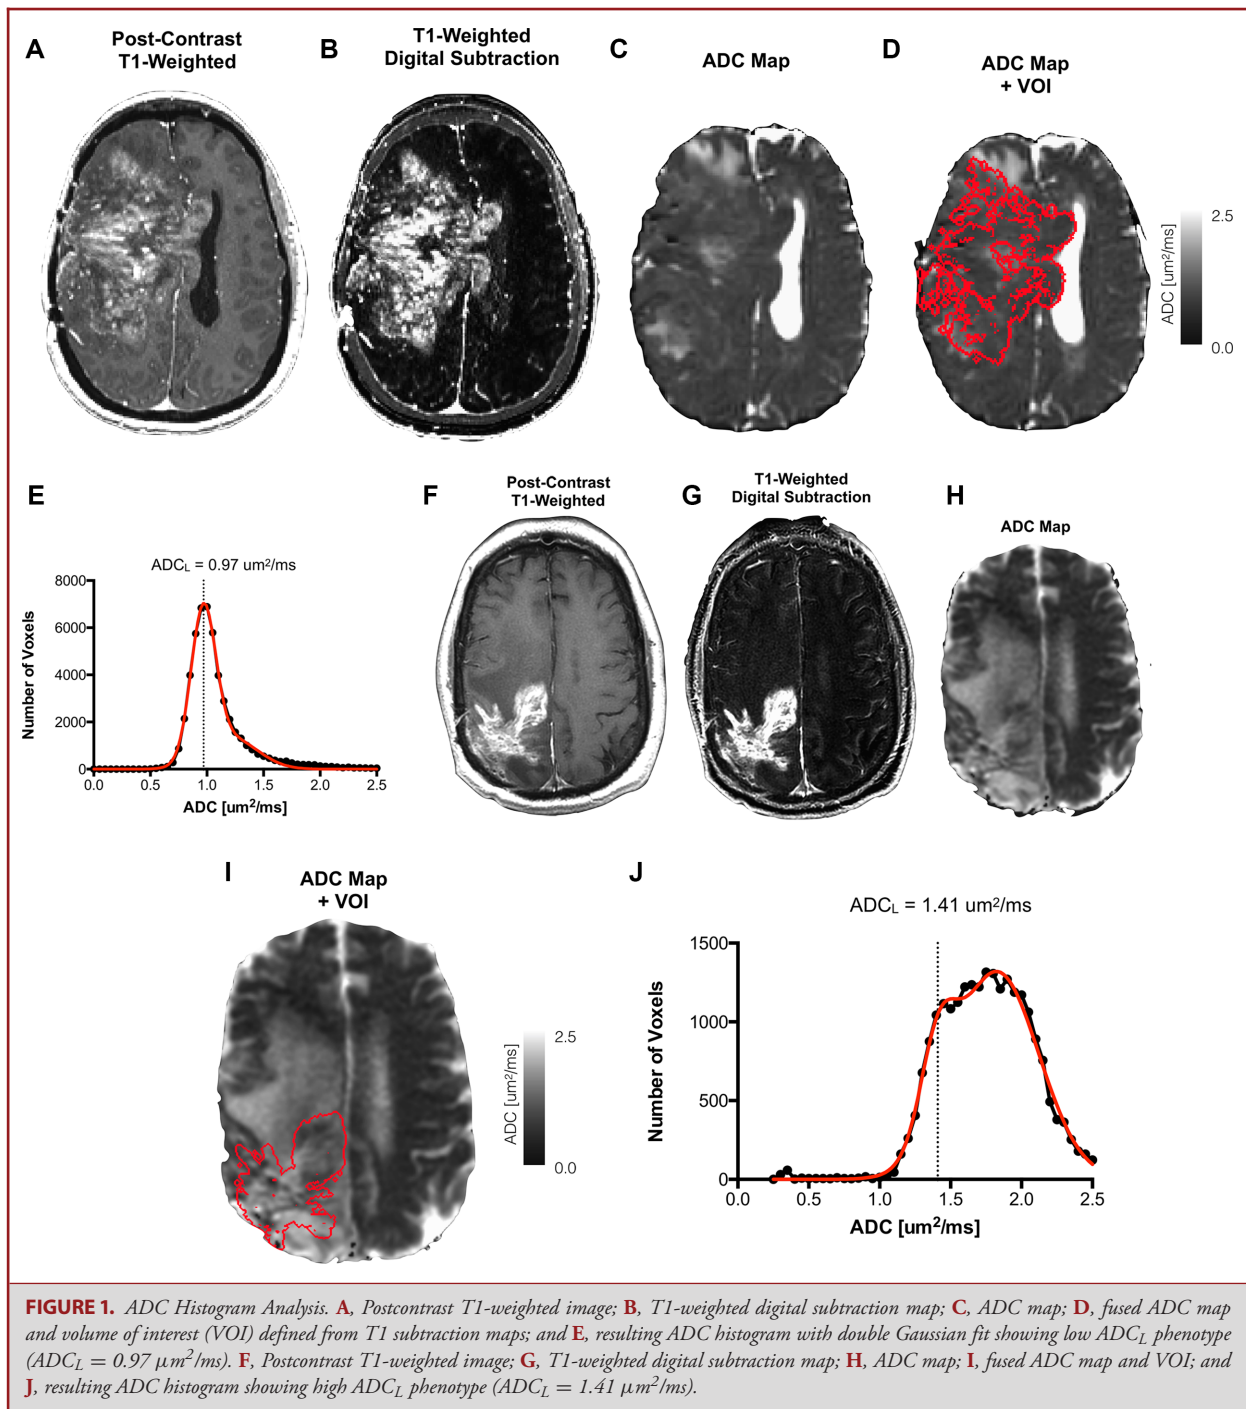 A
Post-Contrast
T1-Weighted
B
T1-Weighted
Digital Subtraction
C
ADC Map
D
ADC Map
+ VOI
2.5
ADC [um²/ms]
0.0
E
ADCL = 0.97 um²/ms
8000
6000
4000
2000
0
Number of Voxels
0.0 0.5 1.0 1.5 2.0 2.5
ADC [um²/ms]
F
Post-Contrast
T1-Weighted
G
T1-Weighted
Digital Subtraction
H
ADC Map
I
ADC Map
+ VOI
2.5
ADC [um²/ms]
0.0
J
ADCL = 1.41 um²/ms
1500
1000
500
0
Number of Voxels
0.0 0.5 1.0 1.5 2.0 2.5
ADC [um²/ms]
FIGURE 1. ADC Histogram Analysis. A, Postcontrast T1-weighted image; B, T1-weighted digital subtraction map; C, ADC map; D, fused ADC map
and volume of interest (VOI) defined from T1 subtraction maps; and E, resulting ADC histogram with double Gaussian fit showing low ADCL phenotype
(ADCL = 0.97 μm²/ms). F, Postcontrast T1-weighted image; G, T1-weighted digital subtraction map; H, ADC map; I, fused ADC map and VOI; and
J, resulting ADC histogram showing high ADCL phenotype (ADCL = 1.41 μm²/ms).